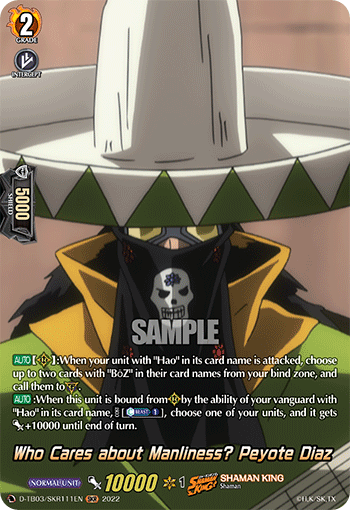 2
GRADE
INTERCEPT
5000
SHIELD
SAMPLE
AUTO【】:When your unit with "Hao" in its card name is attacked, choose
up to two cards with "BoZ" in their card names from your bind zone, and
call them to .
AUTO:When this unit is bound from by the ability of your vanguard with
"Hao" in its card name, COST[BLAST 1], choose one of your units, and it gets
+10000 until end of turn.
Who Cares about Manliness? Peyote Diaz
NORMAL UNIT 10000 1 SHAMAN KING SHAMAN KING
Shaman
D-TB03/SKR111EN 2022 ©H.K/SK,TX